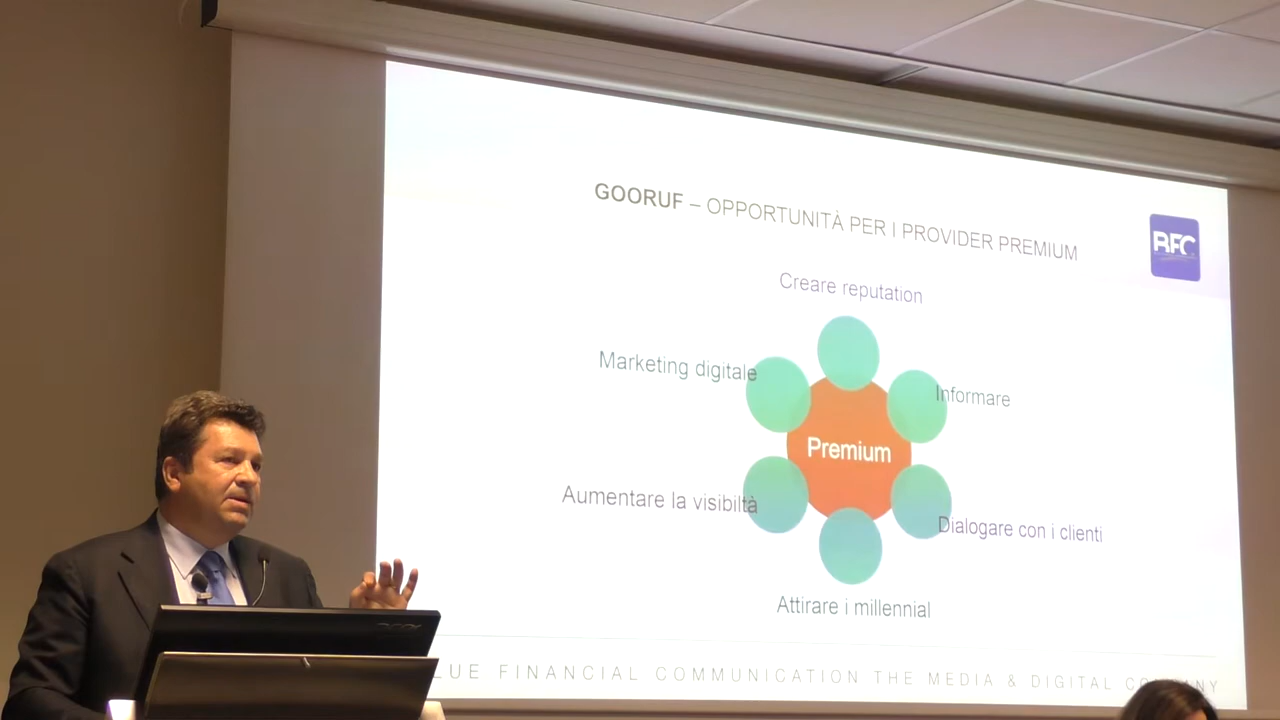 GOORUF – OPPORTUNITÀ PER I PROVIDER PREMIUM
BFC
Creare reputation
Marketing digitale
Informare
Premium
Aumentare la visibiltà
Dialogare con i clienti
Attirare i millennial
LUE FINANCIAL COMMUNICATION THE MEDIA & DIGITAL COMPANY